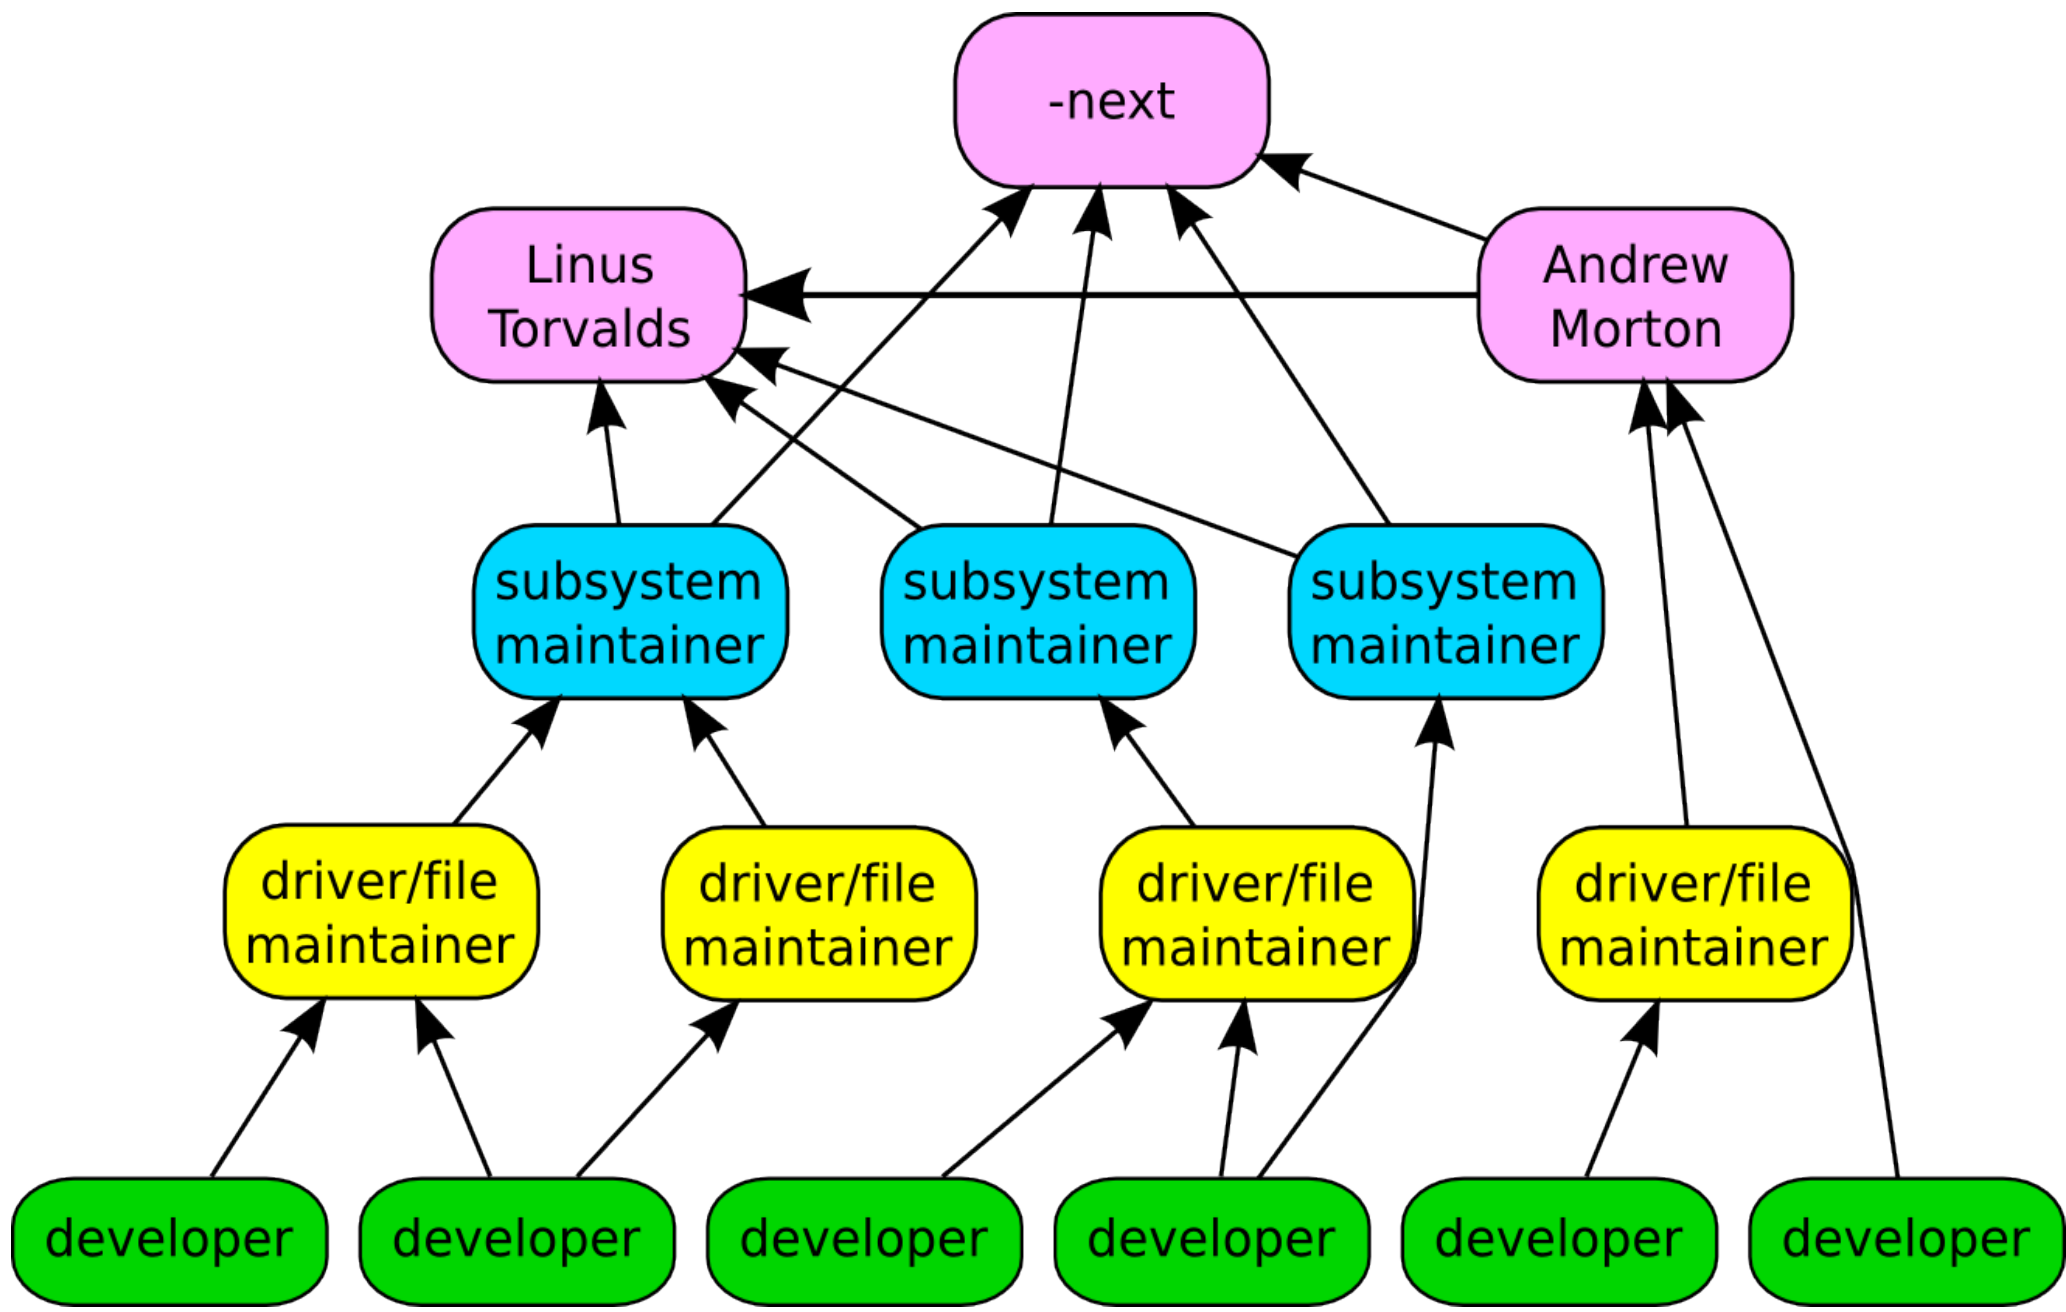 -next
Linus
Torvalds
Andrew
Morton
subsystem
maintainer
subsystem
maintainer
subsystem
maintainer
driver/file
maintainer
driver/file
maintainer
driver/file
maintainer
driver/file
maintainer
developer
developer
developer
developer
developer
developer